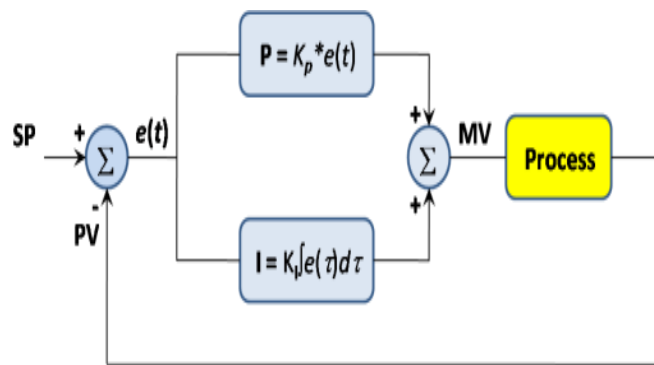 P = Kp*e(t)
SP
+
Σ
e(t)
+
Σ
MV
Process
-
PV
+
I = KI∫e(τ)dτ